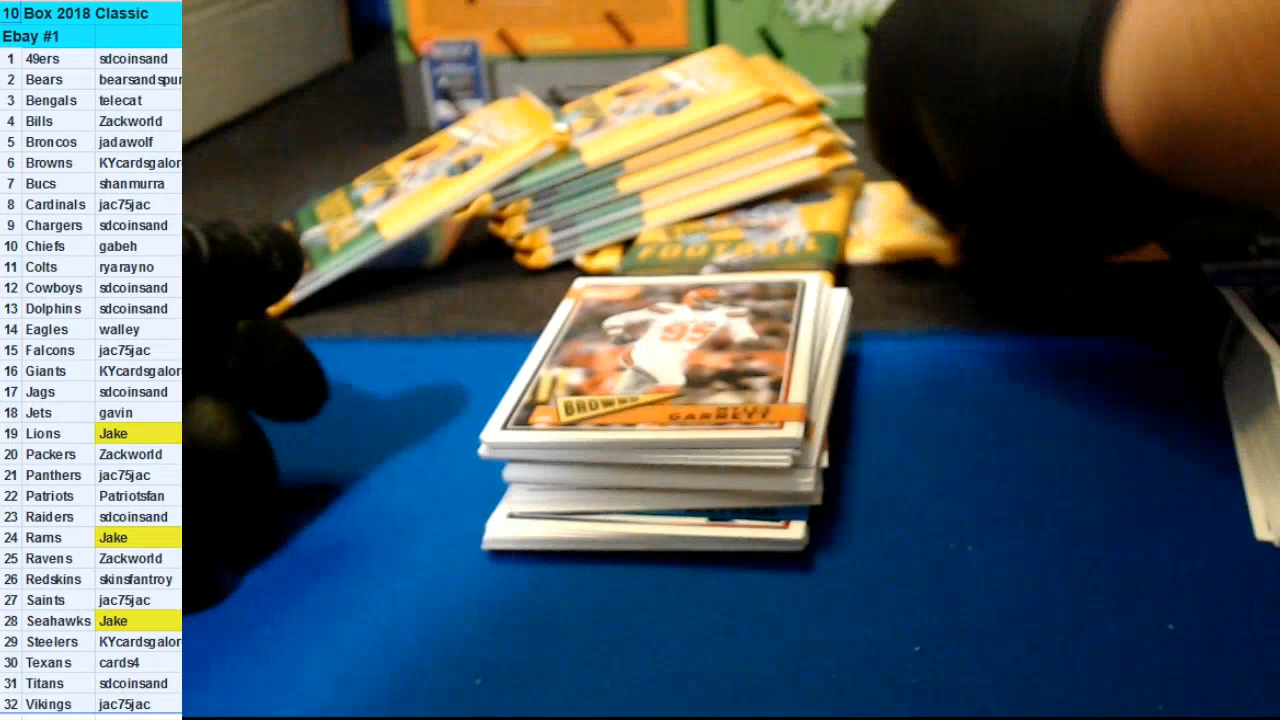 10 Box 2018 Classic
Ebay #1
1 49ers sdcoinsand
2 Bears bearsandspur
3 Bengals telecat
4 Bills Zackworld
5 Broncos jadawolf
6 Browns KYcardsgalor
7 Bucs shanmurra
8 Cardinals jac75jac
9 Chargers sdcoinsand
10 Chiefs gabeh
11 Colts ryarayno
12 Cowboys sdcoinsand
13 Dolphins sdcoinsand
14 Eagles walley
15 Falcons jac75jac
16 Giants KYcardsgalor
17 Jags sdcoinsand
18 Jets gavin
19 Lions Jake
20 Packers Zackworld
21 Panthers jac75jac
22 Patriots Patriotsfan
23 Raiders sdcoinsand
24 Rams Jake
25 Ravens Zackworld
26 Redskins skinsfantroy
27 Saints jac75jac
28 Seahawks Jake
29 Steelers KYcardsgalor
30 Texans cards4
31 Titans sdcoinsand
32 Vikings jac75jac
FOOTBALL
95
BROWNS
GARRETT